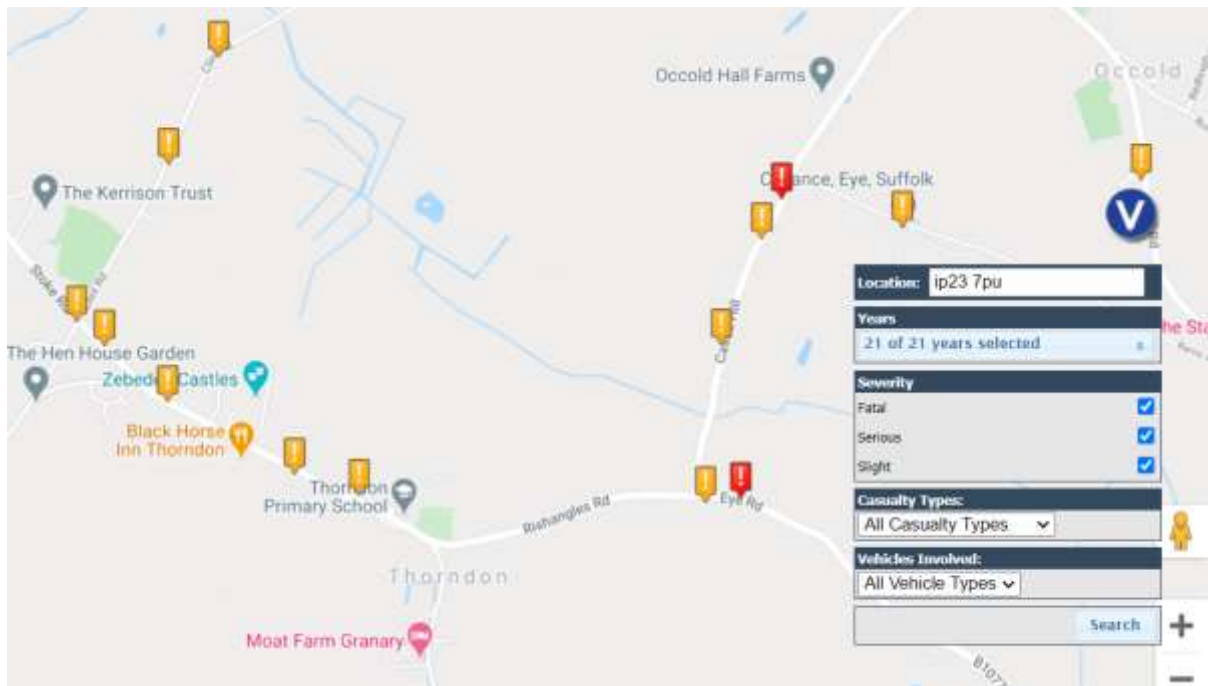 Occold Hall Farms
Occold
The Kerrison Trust
Eye, Suffolk
V
Location: ip23 7pu
Years
21 of 21 years selected
The Hen House Garden
Castles
Black Horse
Inn Thorndon
Severity
Fatal
Serious
Slight
Primary School
Rishangles Rd
Eye Rd
Casualty Types:
All Casualty Types
Vehicles Involved:
All Vehicle Types
Search
Thorndon
Moat Farm Granary
B1077
+
−